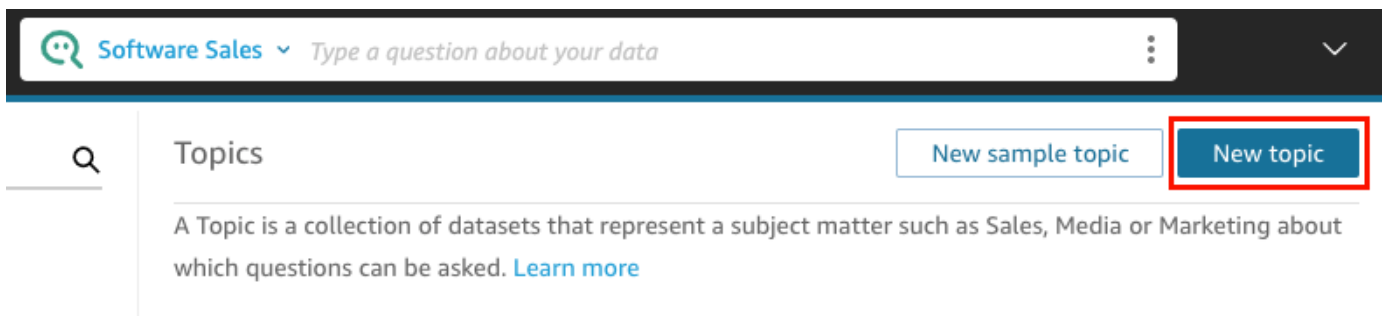 Software Sales Type a question about your data
Topics New sample topic New topic
A Topic is a collection of datasets that represent a subject matter such as Sales, Media or Marketing about
which questions can be asked. Learn more